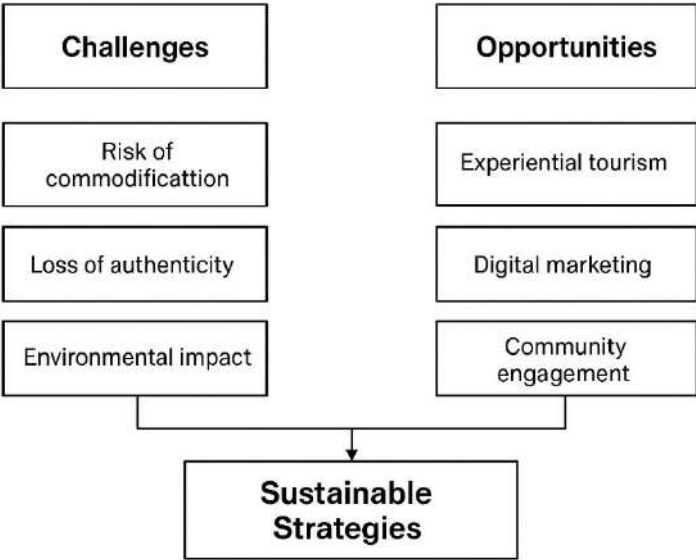 Challenges
Risk of
commodificattion
Loss of authenticity
Environmental impact
Opportunities
Experiential tourism
Digital marketing
Community
engagement
Sustainable
Strategies